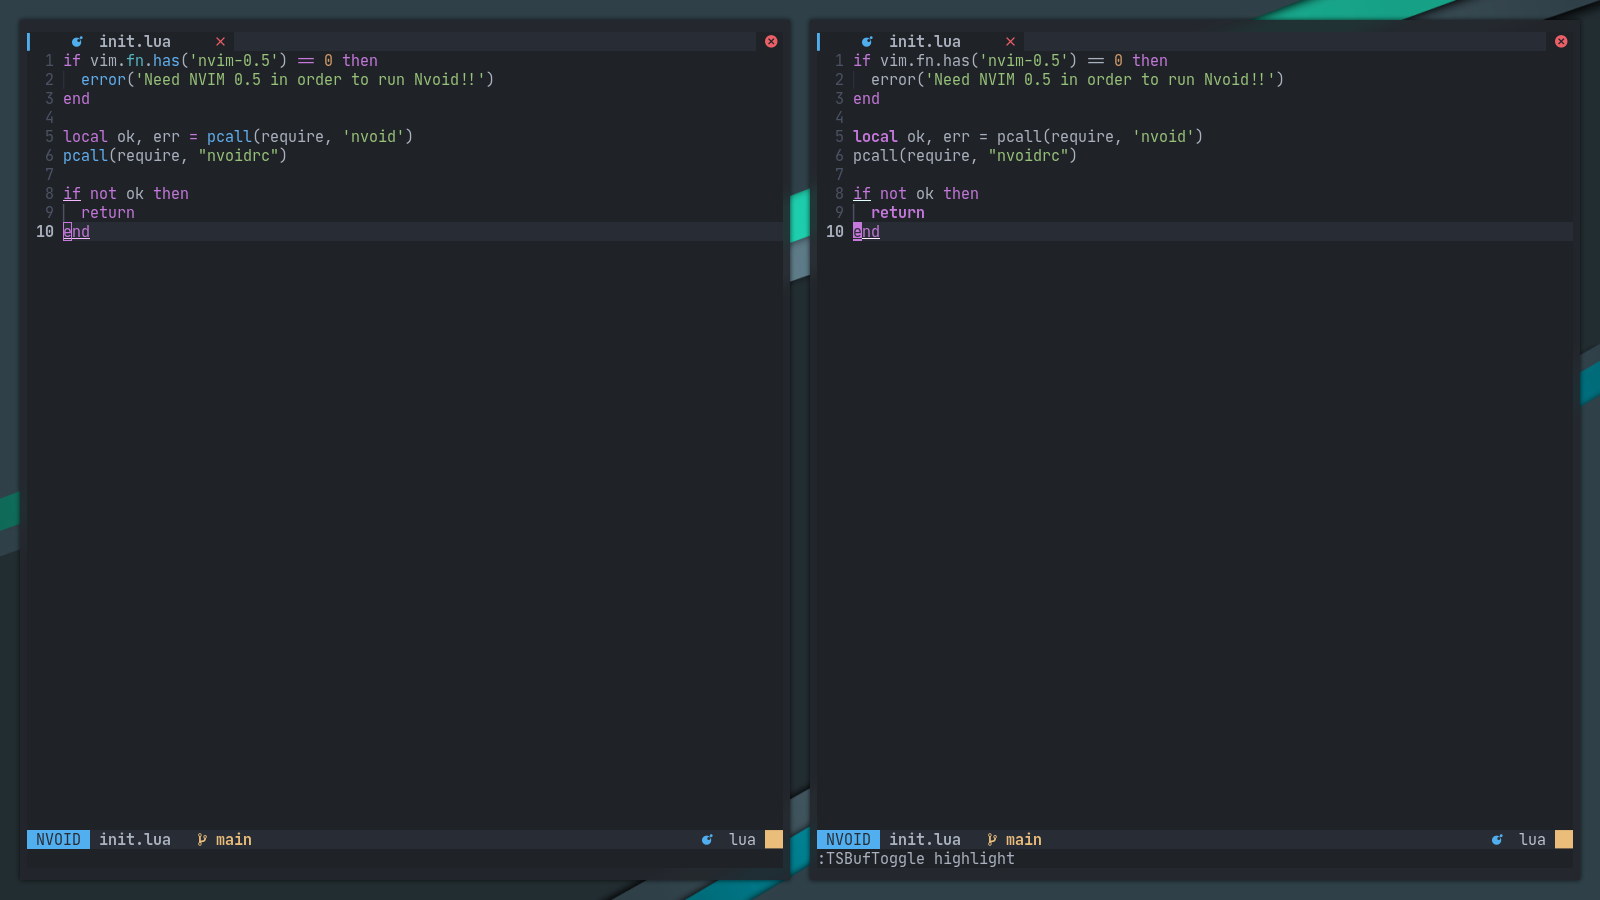 init.lua ×
1 if vim.fn.has('nvim-0.5') == 0 then
2 error('Need NVIM 0.5 in order to run Nvoid!!')
3 end
4
5 local ok, err = pcall(require, 'nvoid')
6 pcall(require, "nvoidrc")
7
8 if not ok then
9 return
10 end
NVOID init.lua main lua
init.lua ×
1 if vim.fn.has('nvim-0.5') == 0 then
2 error('Need NVIM 0.5 in order to run Nvoid!!')
3 end
4
5 local ok, err = pcall(require, 'nvoid')
6 pcall(require, "nvoidrc")
7
8 if not ok then
9 return
10 end
NVOID init.lua main lua
:TSBufToggle highlight